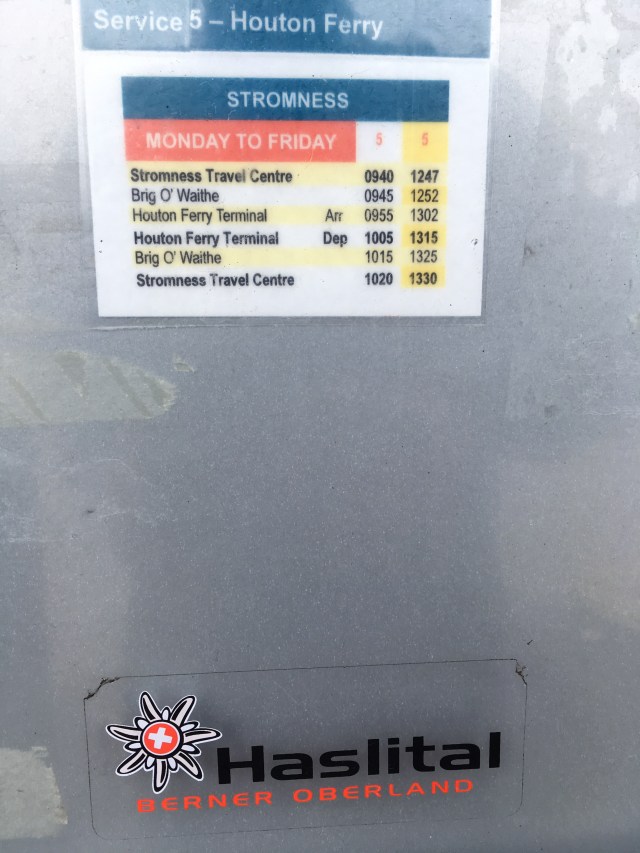 Service 5 – Houton Ferry
STROMNESS
MONDAY TO FRIDAY 5 5
Stromness Travel Centre 0940 1247
Brig O' Waithe 0945 1252
Houton Ferry Terminal Arr 0955 1302
Houton Ferry Terminal Dep 1005 1315
Brig O' Waithe 1015 1325
Stromness Travel Centre 1020 1330
Haslital
BERNER OBERLAND